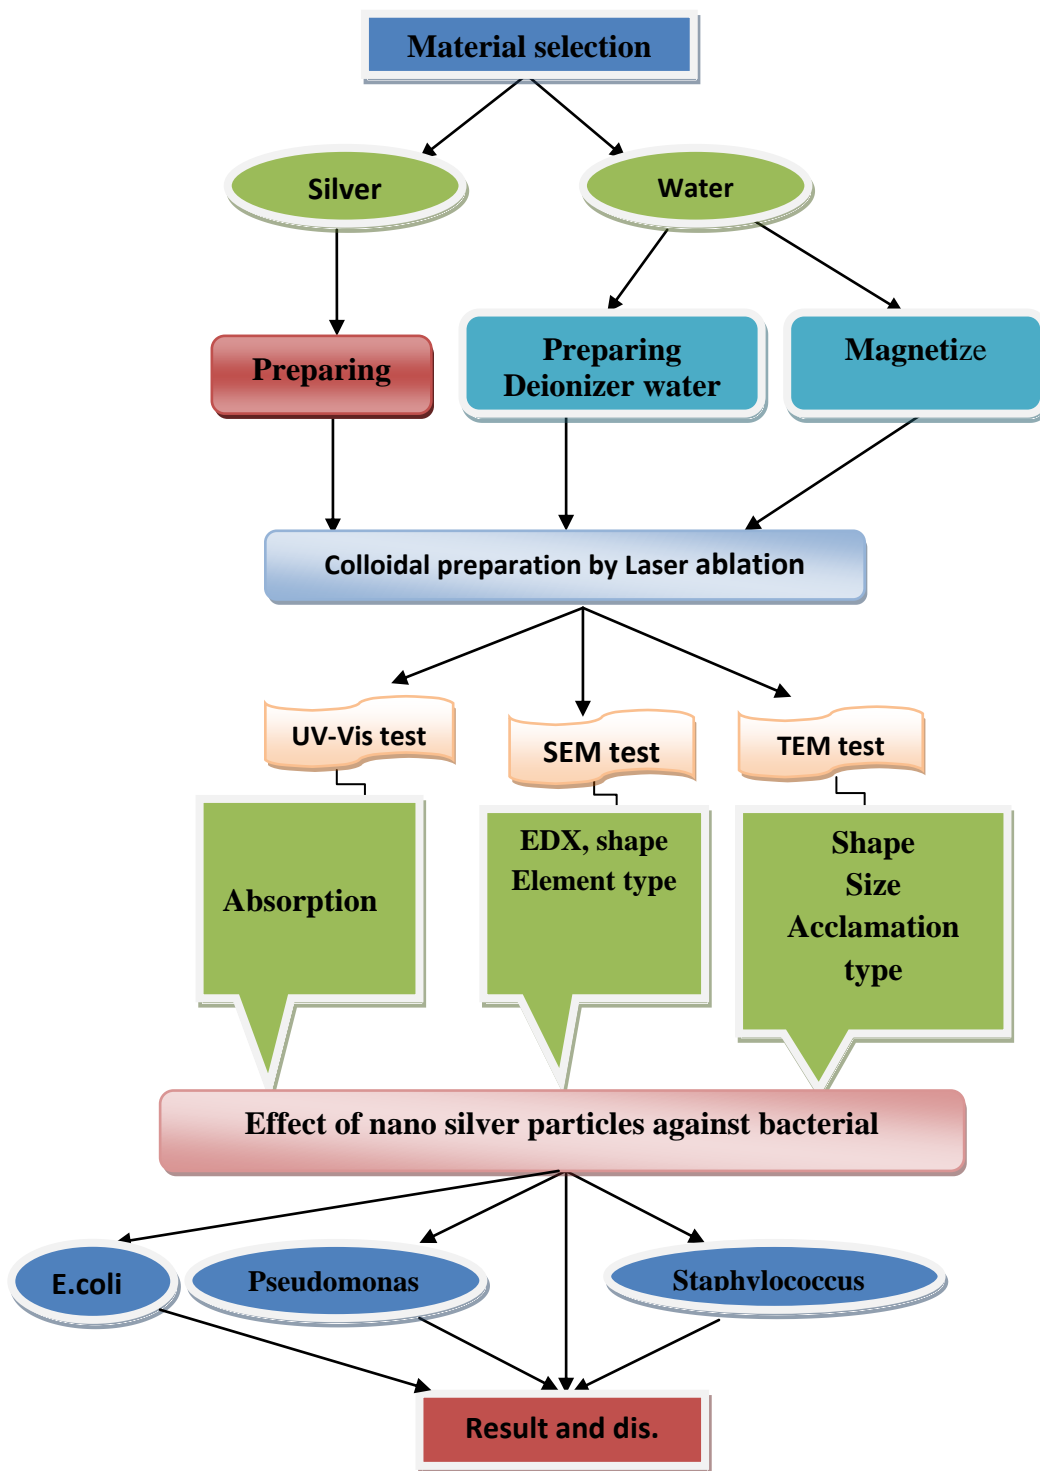 Material selection
Silver
Water
Preparing
Preparing
Deionizer water
Magnetize
Colloidal preparation by Laser ablation
UV-Vis test
SEM test
TEM test
Absorption
EDX, shape
Element type
Shape
Size
Acclamation
type
Effect of nano silver particles against bacterial
E.coli
Pseudomonas
Staphylococcus
Result and dis.